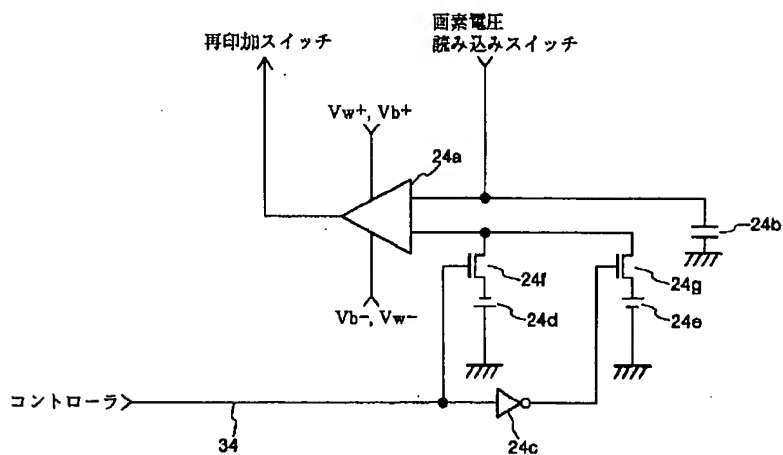 画素電圧
読み込みスイッチ
再印加スイッチ
Vw+, Vb+
24a
24b
24f
24g
24d
24e
Vb−, Vw−
コントローラ
34
24c